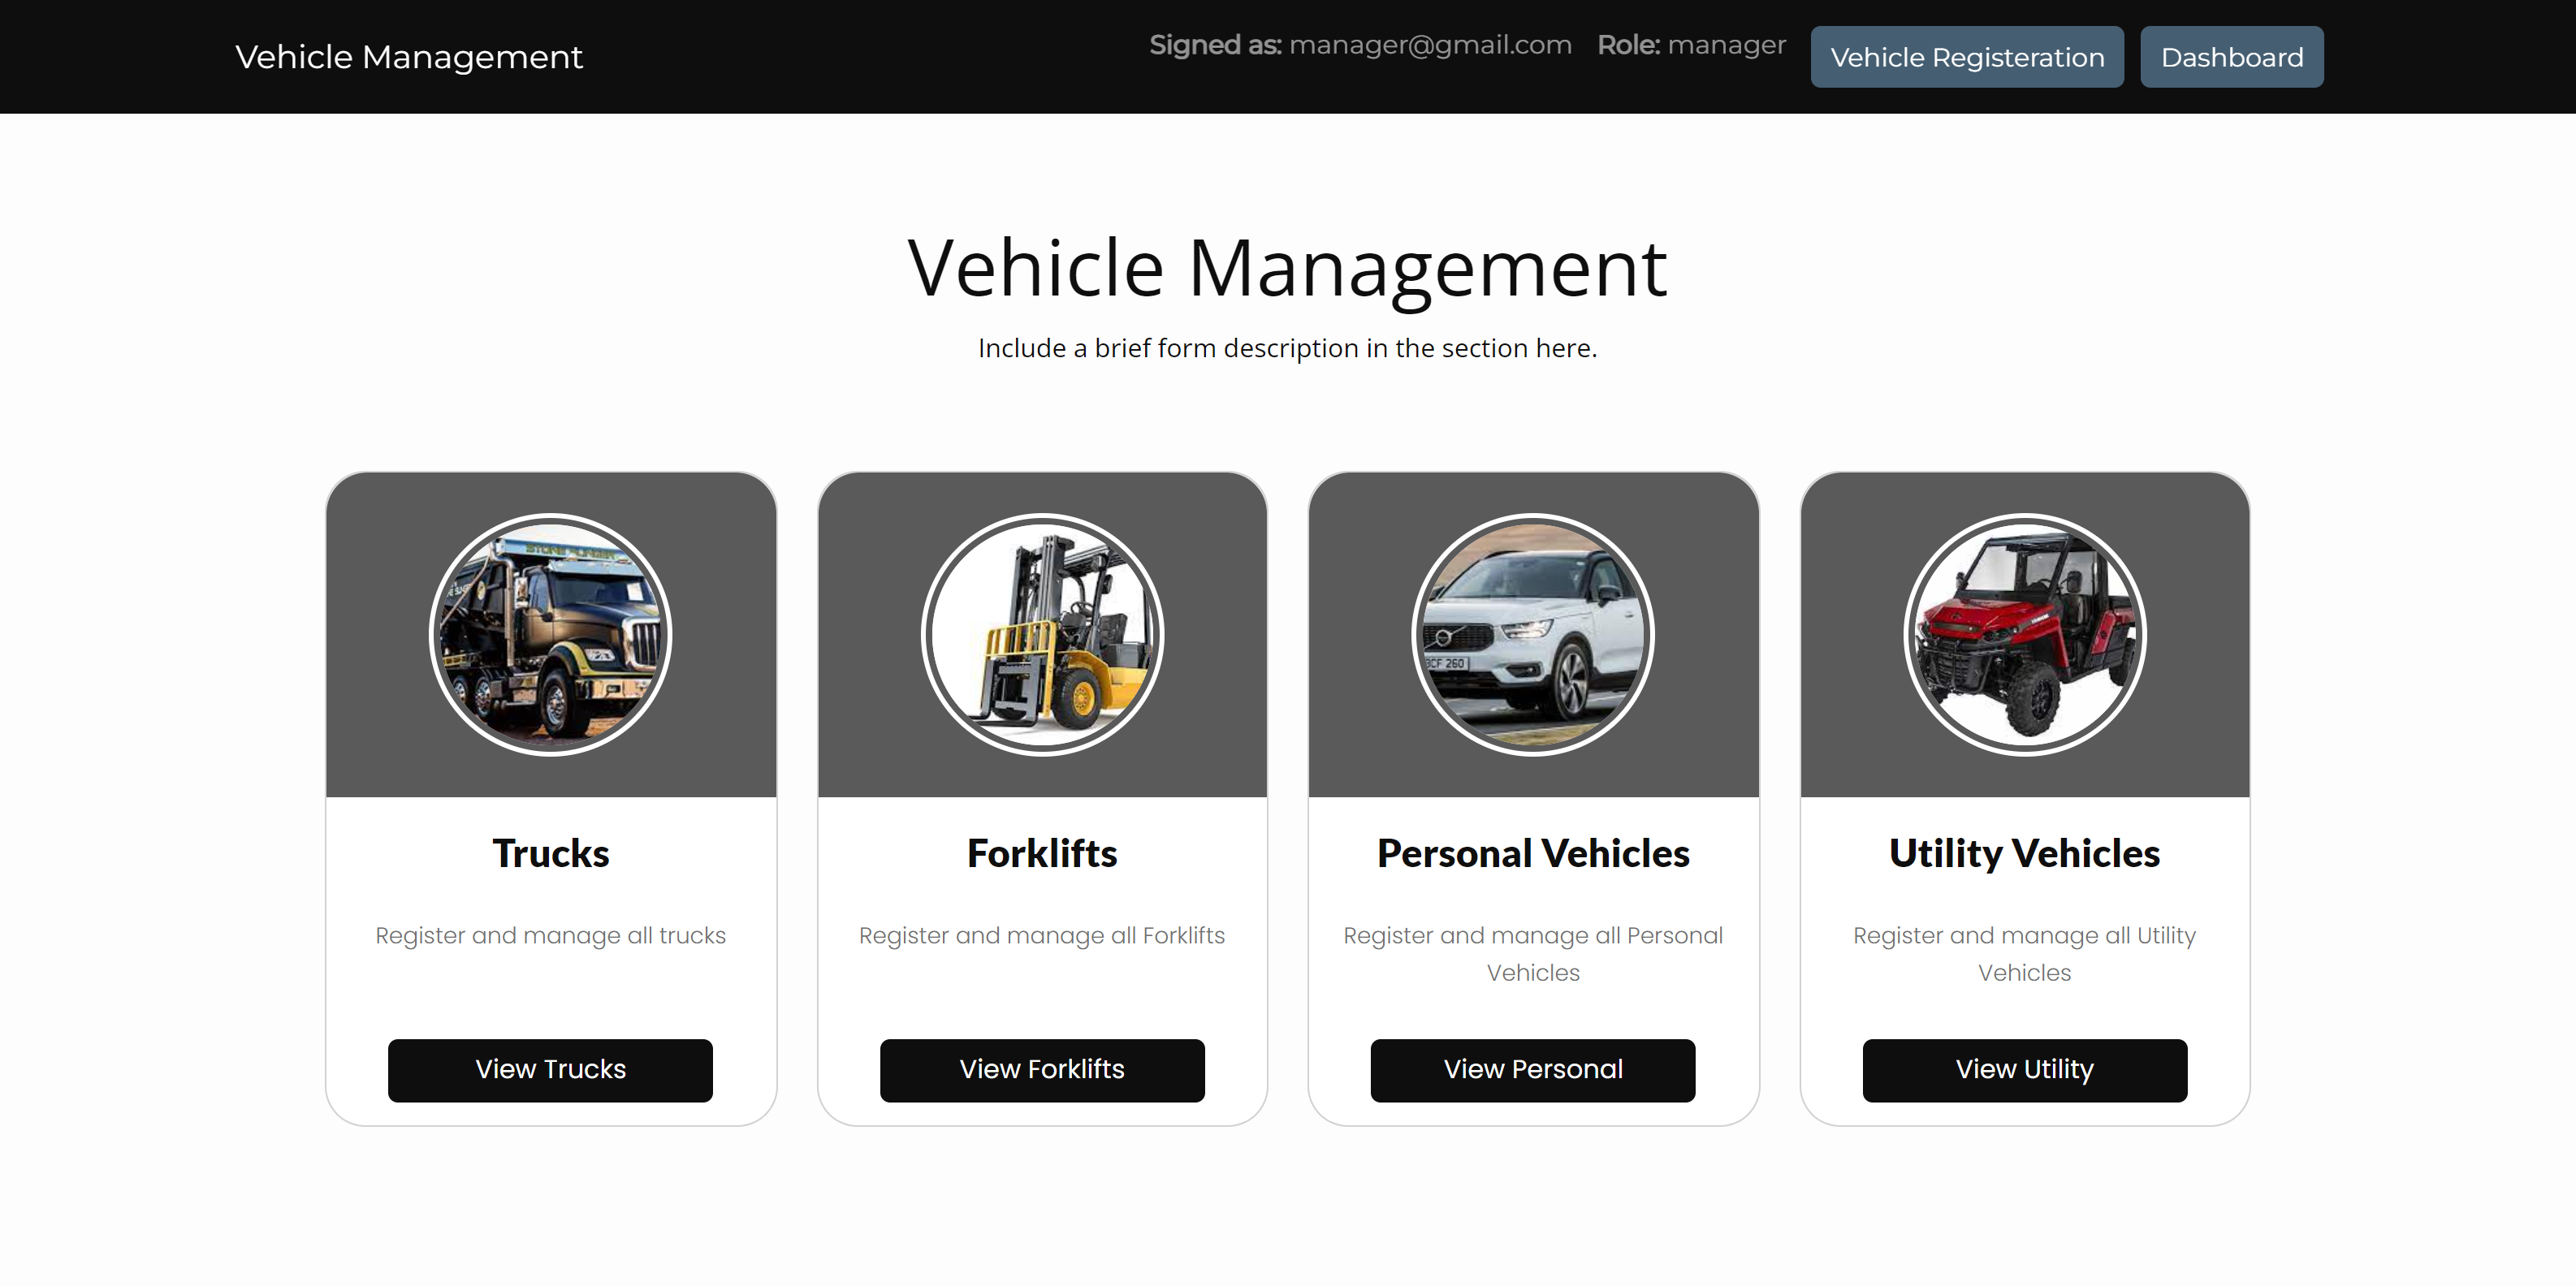 Vehicle Management
Signed as: manager@gmail.com Role: manager Vehicle Registeration Dashboard
Vehicle Management
Include a brief form description in the section here.
BCF 260
Trucks
Register and manage all trucks
View Trucks
Forklifts
Register and manage all Forklifts
View Forklifts
Personal Vehicles
Register and manage all Personal
Vehicles
View Personal
Utility Vehicles
Register and manage all Utility
Vehicles
View Utility